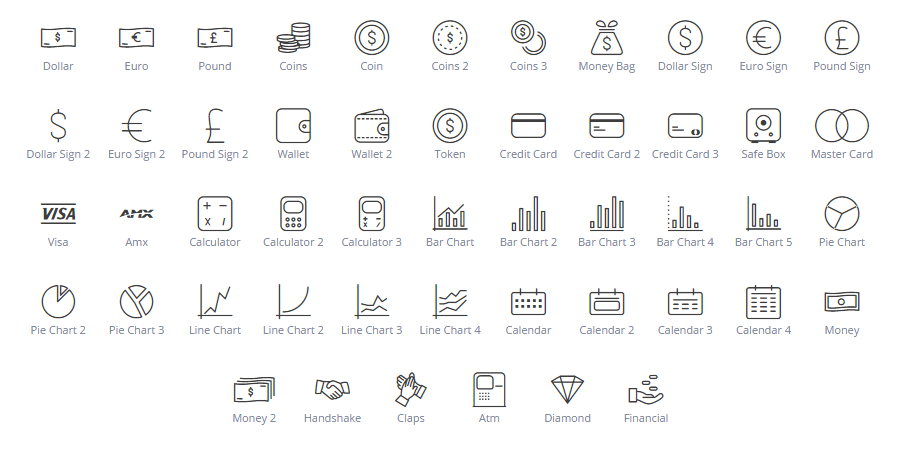 Dollar Euro Pound Coins Coin Coins 2 Coins 3 Money Bag Dollar Sign Euro Sign Pound Sign
Dollar Sign 2 Euro Sign 2 Pound Sign 2 Wallet Wallet 2 Token Credit Card Credit Card 2 Credit Card 3 Safe Box Master Card
VISA AMX
Visa Amx Calculator Calculator 2 Calculator 3 Bar Chart Bar Chart 2 Bar Chart 3 Bar Chart 4 Bar Chart 5 Pie Chart
Pie Chart 2 Pie Chart 3 Line Chart Line Chart 2 Line Chart 3 Line Chart 4 Calendar Calendar 2 Calendar 3 Calendar 4 Money
Money 2 Handshake Claps Atm Diamond Financial